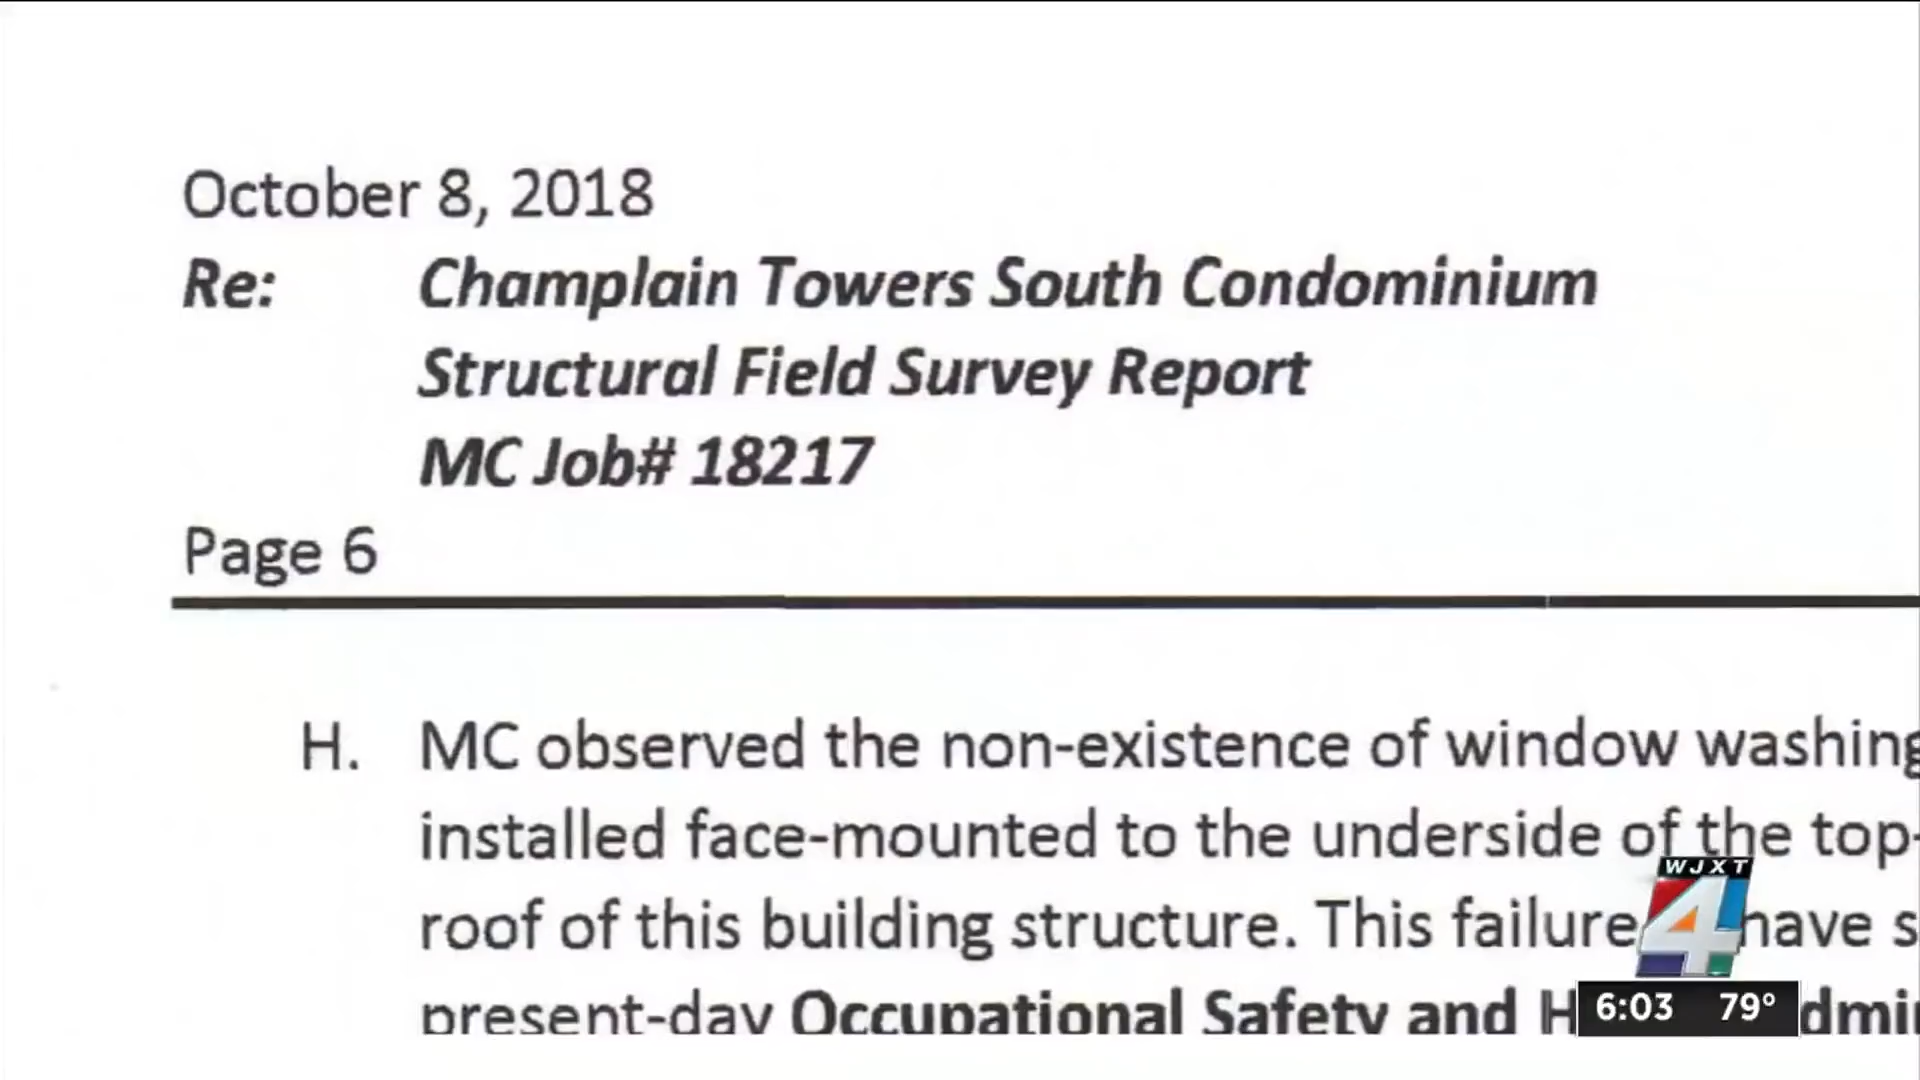 October 8, 2018
Re: Champlain Towers South Condominium
Structural Field Survey Report
MC Job# 18217
Page 6
H. MC observed the non-existence of window washing
installed face-mounted to the underside of the top-
roof of this building structure. This failure have s
present-day Occupational Safety and H dmi
WJXT
4
6:03 79°